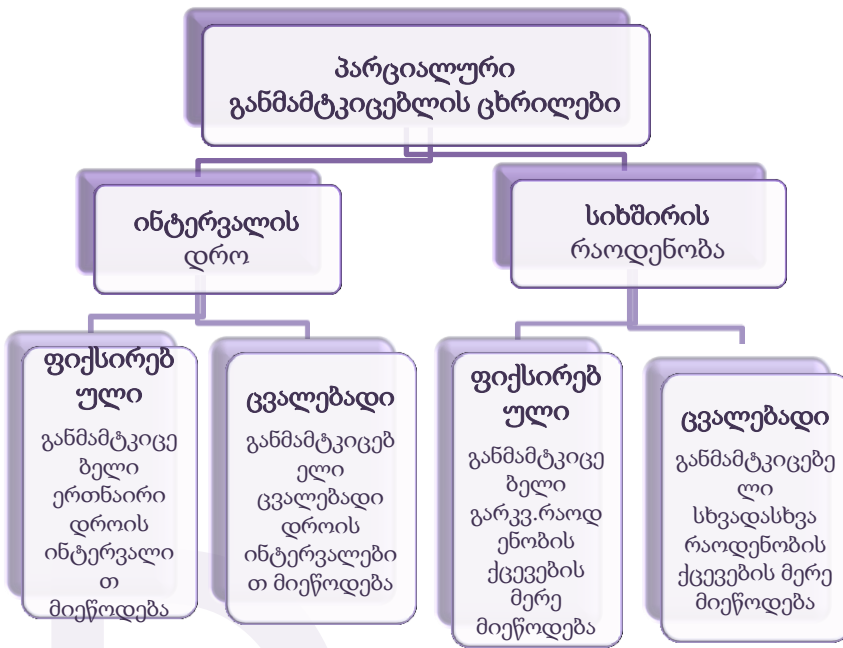 პარციალური
განმამტკიცებლის ცხრილები
ინტერვალის
დრო
სიხშირის
რაოდენობა
ფიქსირებ
ული
განმამტკიცე
ბელი
ერთნაირი
დროის
ინტერვალი
თ
მიეწოდება
ცვალებადი
განმამტკიცებ
ელი
ცვალებადი
დროის
ინტერვალები
თ მიეწოდება
ფიქსირებ
ული
განმამტკიცე
ბელი
გარკვ.რაოდ
ენობის
ქცევების
მერე
მიეწოდება
ცვალებადი
განმამტკიცებე
ლი
სხვადასხვა
რაოდენობის
ქცევების მერე
მიეწოდება